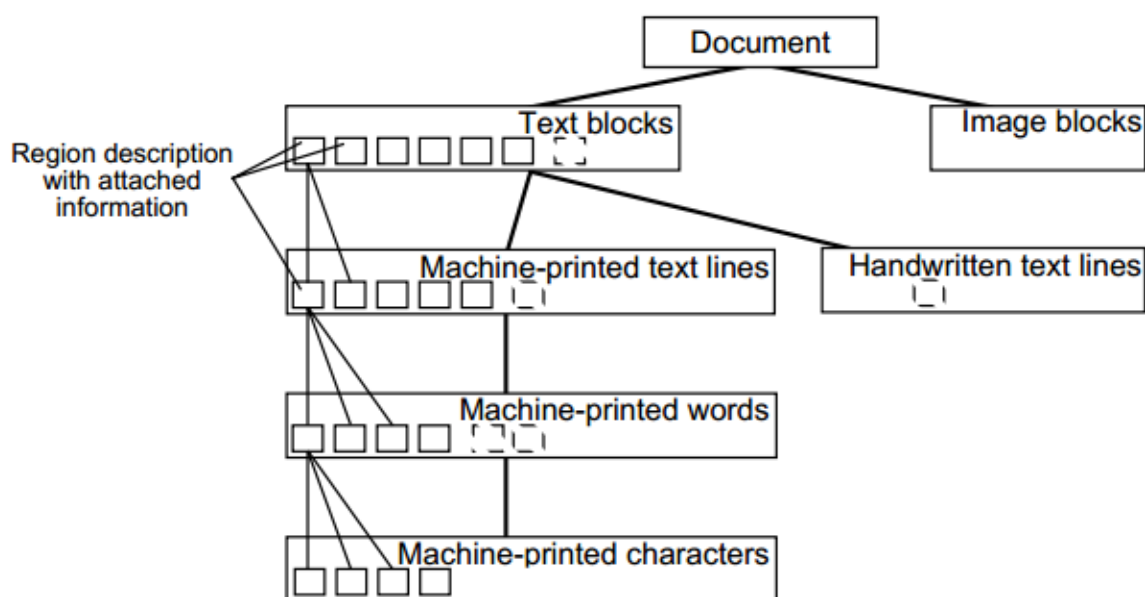 Document
Text blocks
Image blocks
Region description
with attached
information
Machine-printed text lines
Handwritten text lines
Machine-printed words
Machine-printed characters